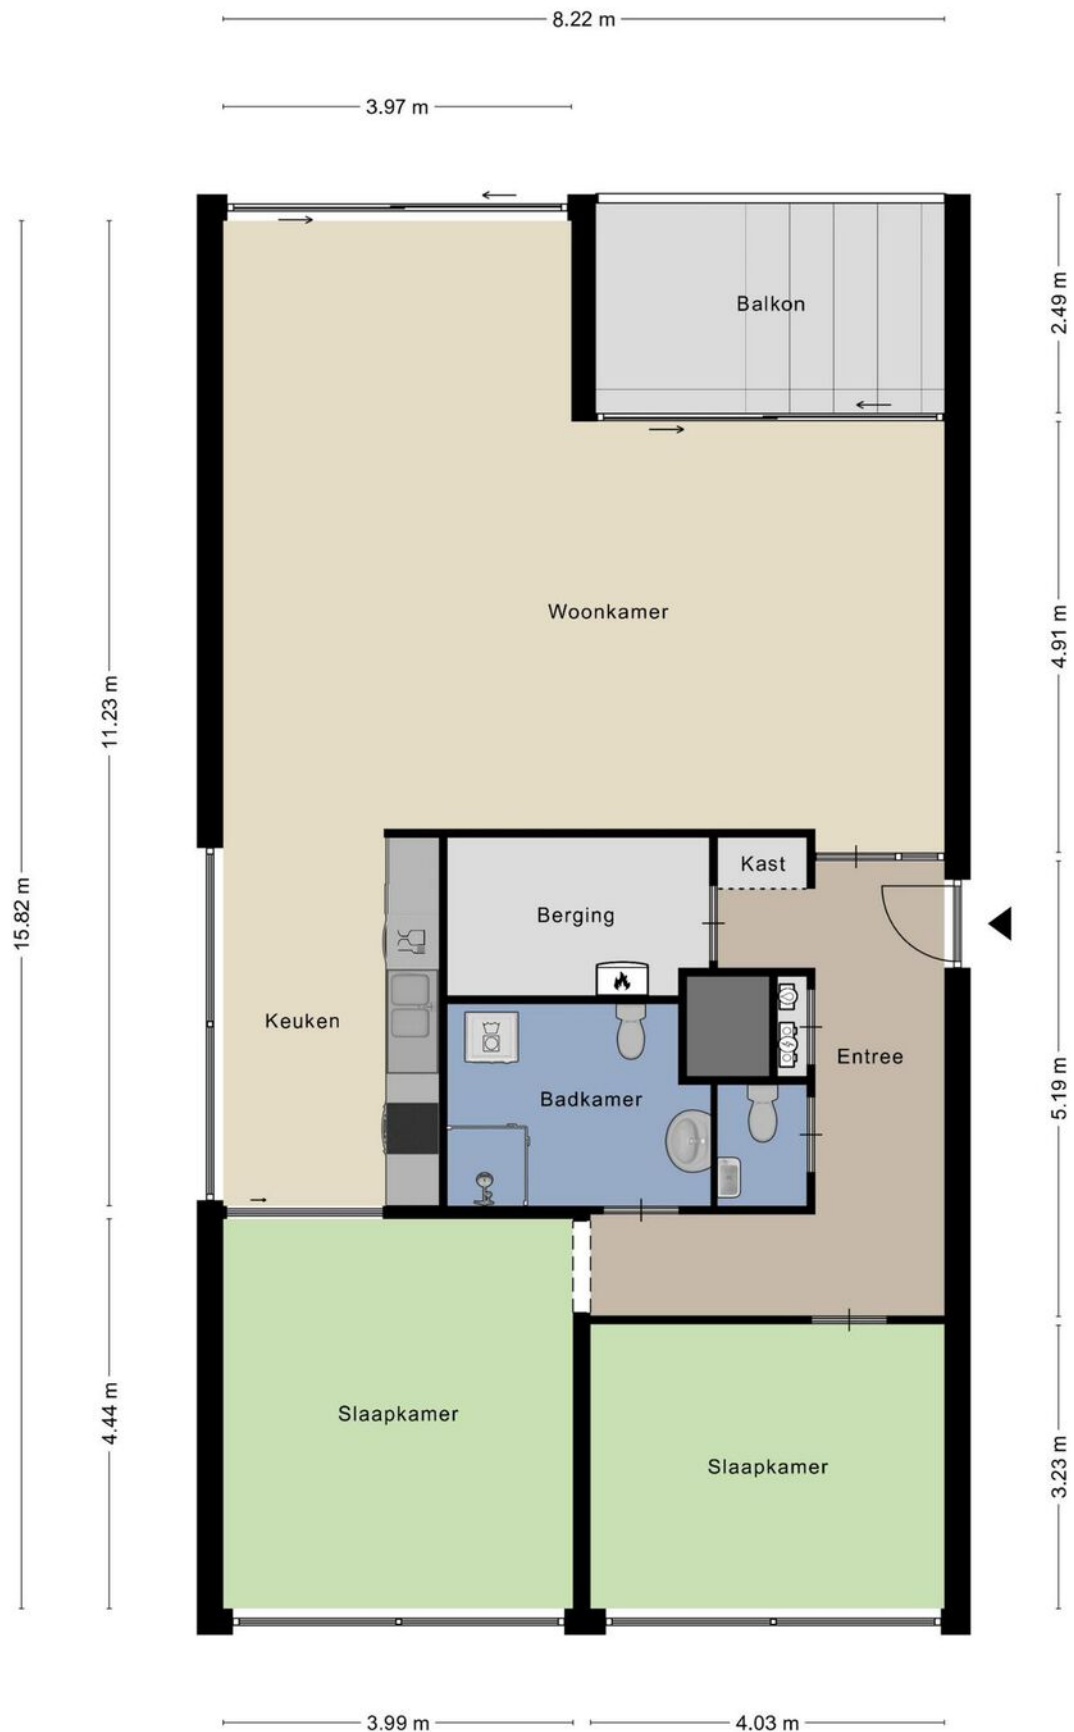 8.22 m
3.97 m
2.49 m
Balkon
4.91 m
Woonkamer
11.23 m
15.82 m
Kast
Berging
Keuken
Entree
5.19 m
Badkamer
4.44 m
Slaapkamer
Slaapkamer
3.23 m
3.99 m
4.03 m